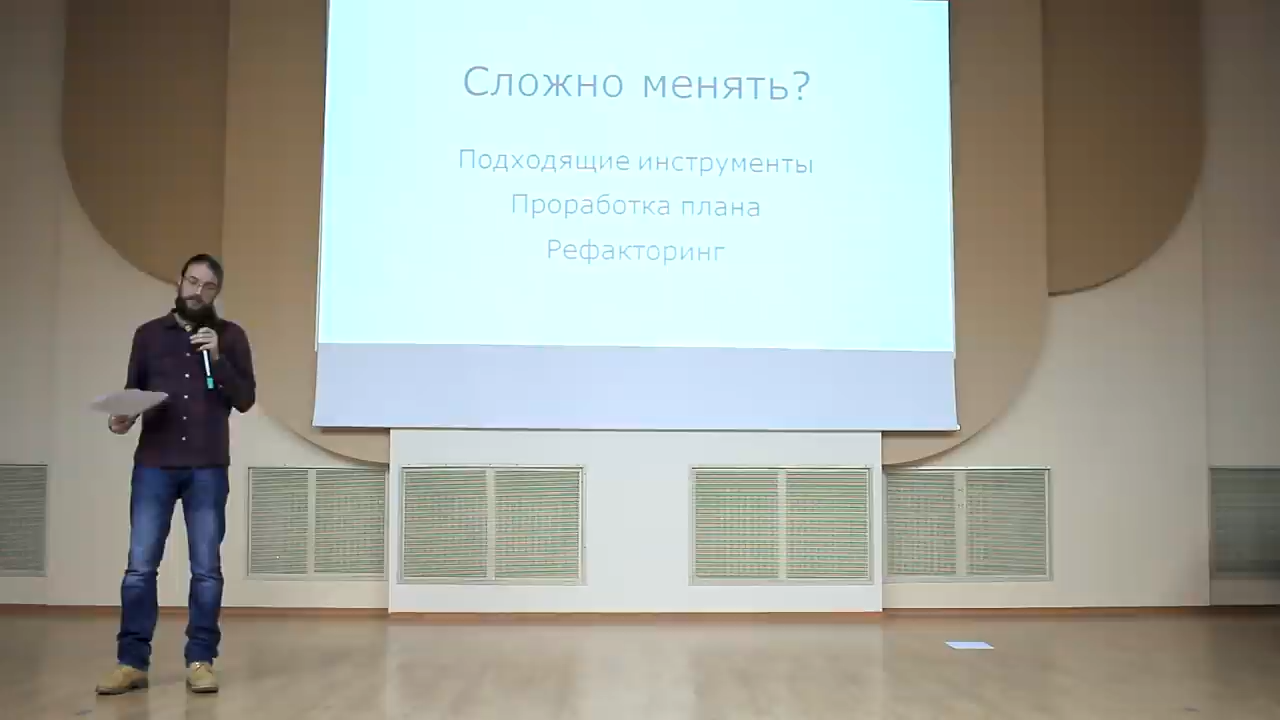 Сложно менять?
Подходящие инструменты
Проработка плана
Рефакторинг